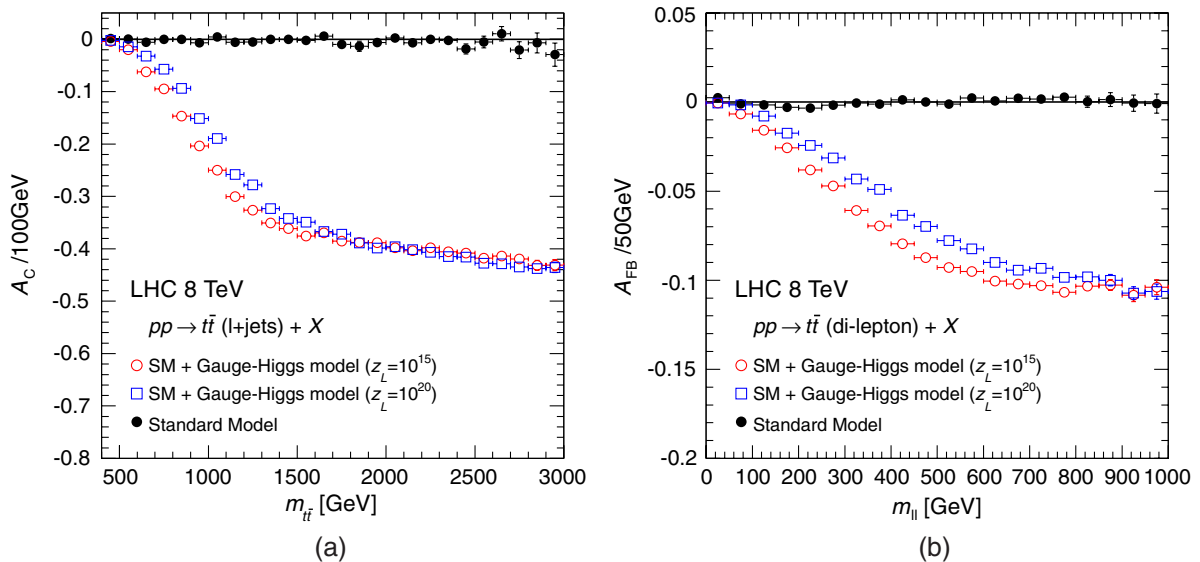 0
-0.1
-0.2
-0.3
-0.4
-0.5
-0.6
-0.7
-0.8
A_C /100GeV
LHC 8 TeV
pp → tt̄ (l+jets) + X
SM + Gauge-Higgs model (z_L=10^15)
SM + Gauge-Higgs model (z_L=10^20)
Standard Model
500 1000 1500 2000 2500 3000
m_tt̄ [GeV]
(a)
0.05
0
-0.05
-0.1
-0.15
-0.2
A_FB /50GeV
LHC 8 TeV
pp → tt̄ (di-lepton) + X
SM + Gauge-Higgs model (z_L=10^15)
SM + Gauge-Higgs model (z_L=10^20)
Standard Model
0 100 200 300 400 500 600 700 800 900 1000
m_ll [GeV]
(b)